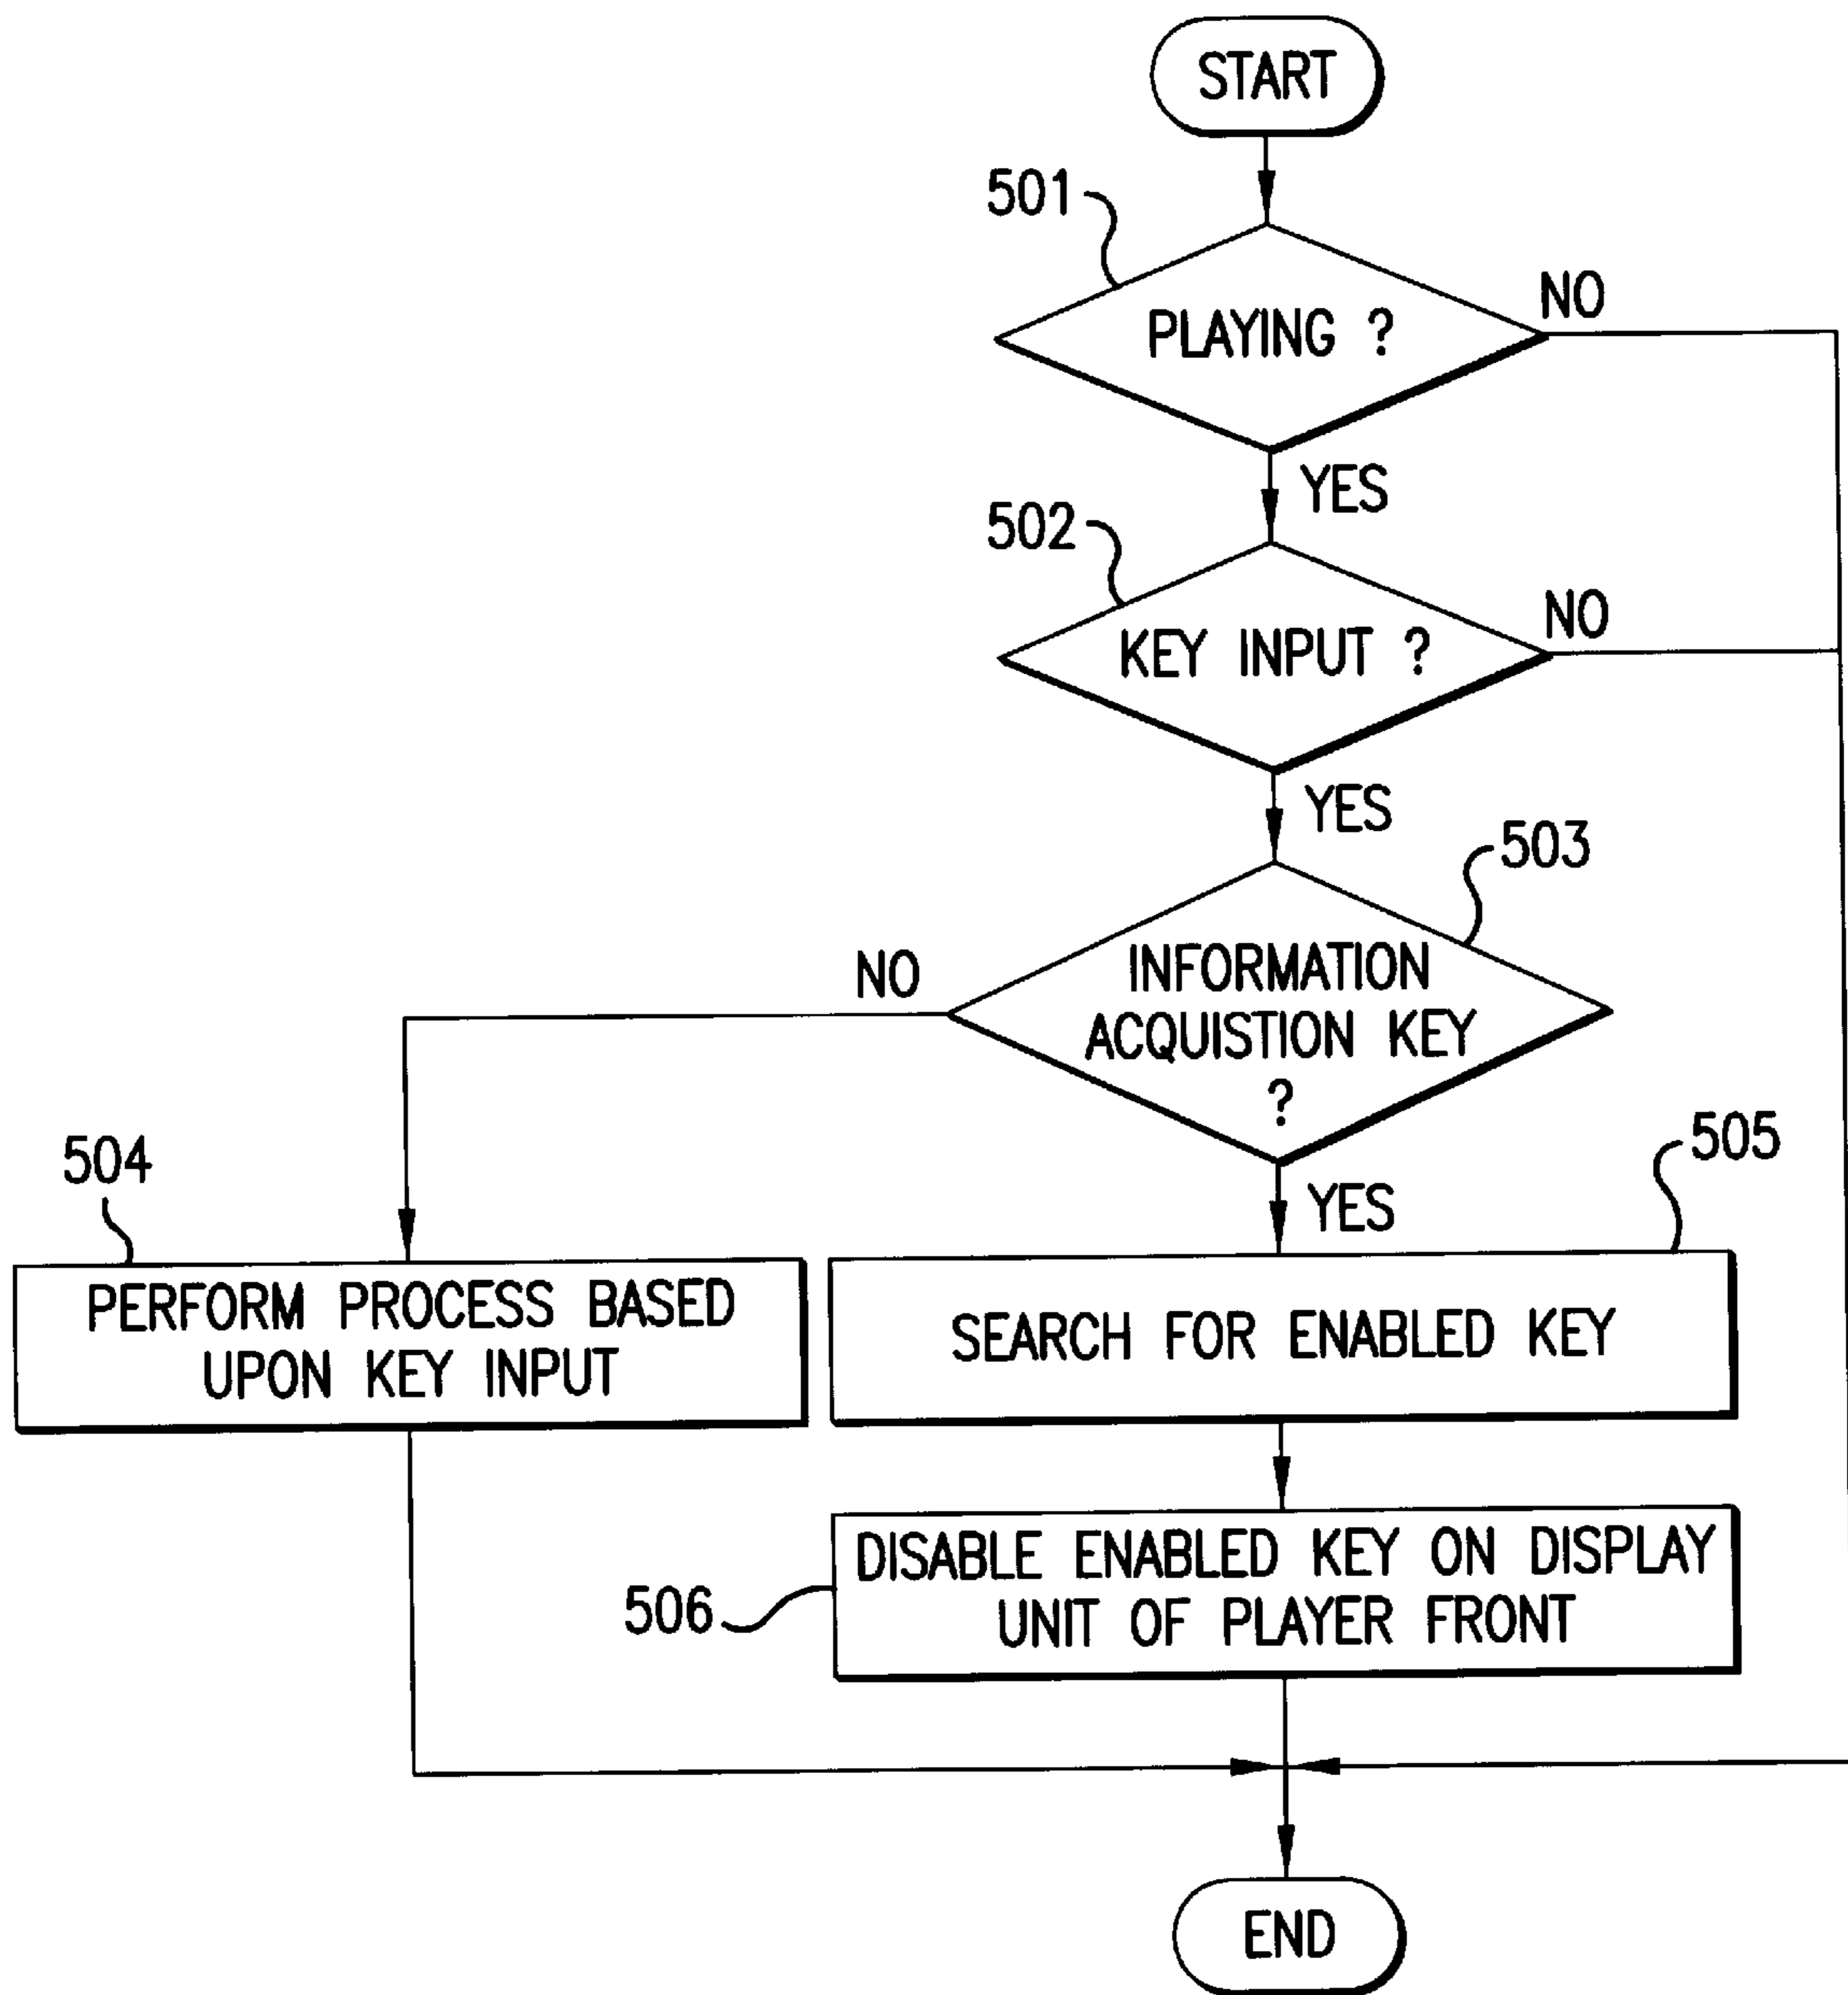 START
501
PLAYING ?
NO
YES
502
KEY INPUT ?
NO
YES
503
INFORMATION
ACQUISTION KEY
?
NO
YES
504
PERFORM PROCESS BASED
UPON KEY INPUT
505
SEARCH FOR ENABLED KEY
506
DISABLE ENABLED KEY ON DISPLAY
UNIT OF PLAYER FRONT
END